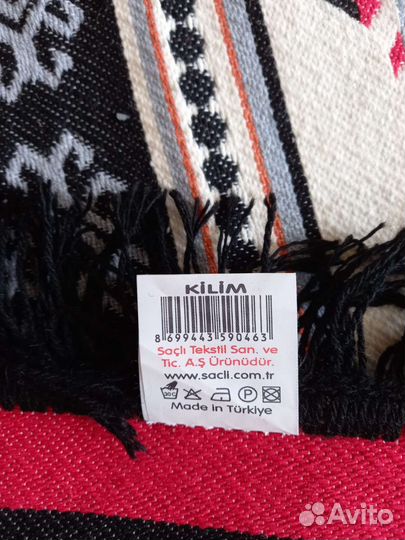 KİLİM
8 699443 590463
Saçlı Tekstil San. ve
Tic. A.Ş Ürünüdür.
www.sacli.com.tr
30C P
Made in Türkiye
Avito